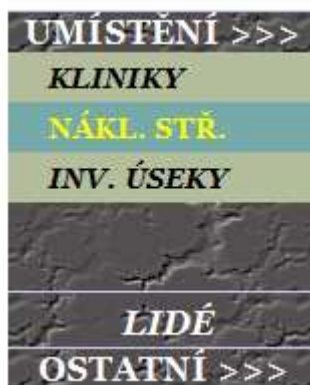 UMÍSTĚNÍ >>>
KLINIKY
NÁKL. STŘ.
INV. ÚSEKY
LIDÉ
OSTATNÍ >>>